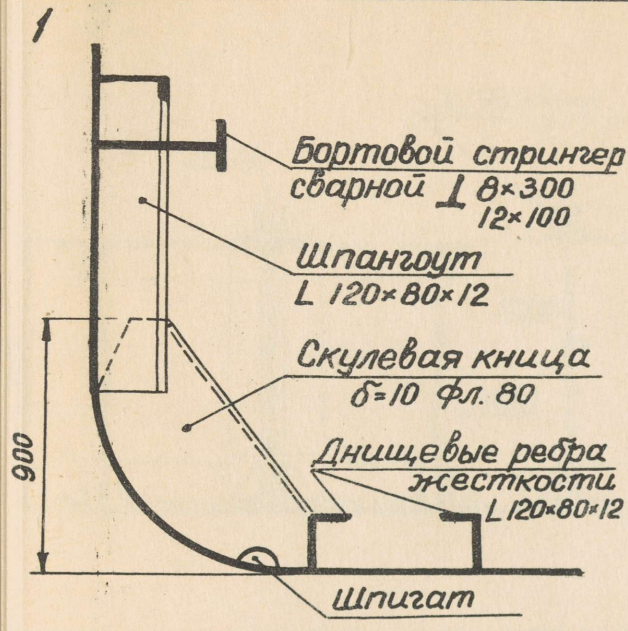 1
Бортовой стрингер
сварной ⊥ 8×300
12×100
Шпангоут
L 120×80×12
Скулевая кница
δ=10 фл. 80
900
Днищевые ребра
жесткости
L 120×80×12
Шпигат